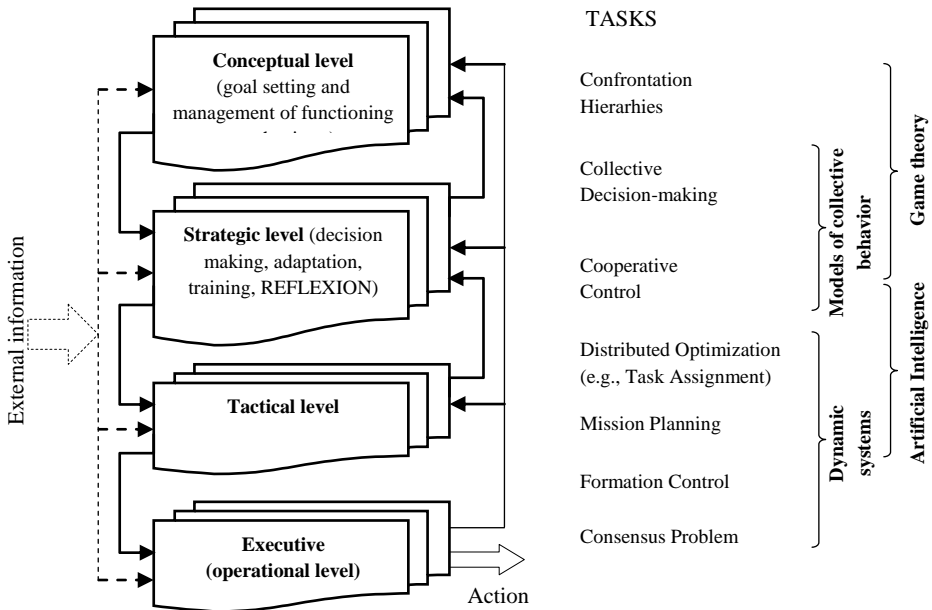 TASKS
Conceptual level
(goal setting and
management of functioning
Strategic level (decision
making, adaptation,
training, REFLEXION)
Tactical level
Executive
(operational level)
External information
Action
Confrontation
Hierarhies
Collective
Decision-making
Cooperative
Control
Distributed Optimization
(e.g., Task Assignment)
Mission Planning
Formation Control
Consensus Problem
Models of collective
behavior
Dynamic
systems
Game theory
Artificial Intelligence